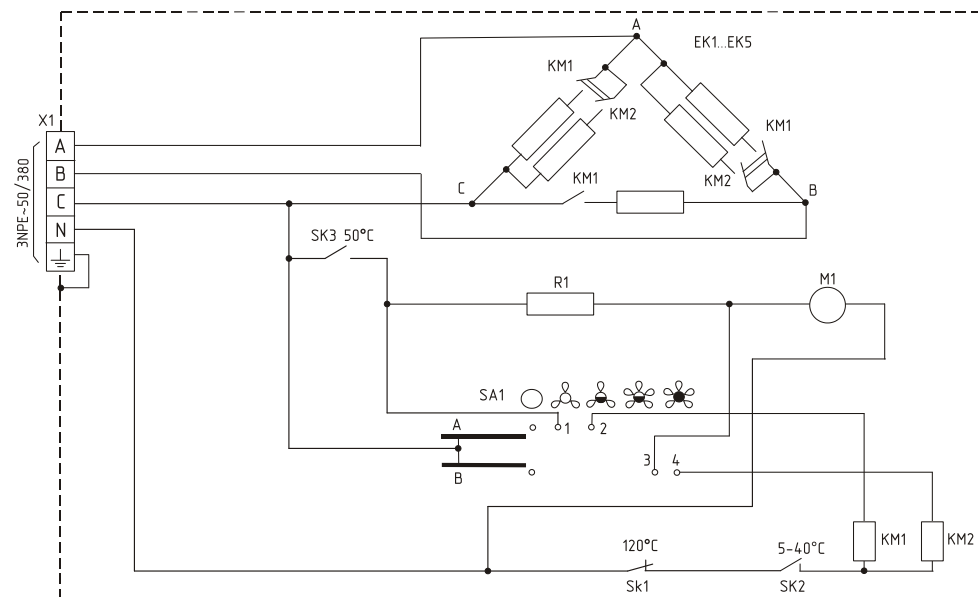 A
EK1...EK5
KM1
KM2
X1
KM1
A
B
KM2
3NPE~50/380
C
KM1
B
C
N
SK3 50°C
R1
M1
SA1
A
1
2
3
4
B
120°C
5-40°C
KM1
KM2
Sk1
SK2